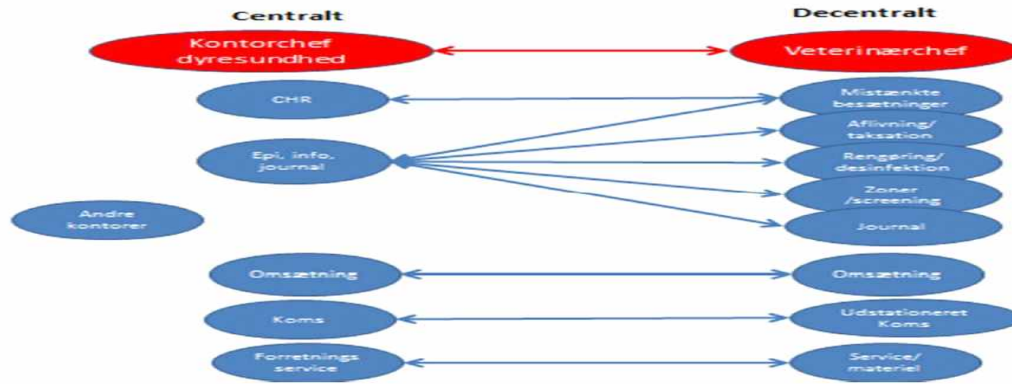 Centralt
Decentralt
Kontorchef
dyresundhed
Veterinærchef
CHR
Mistænkte
besætninger
Aflivning/
taksation
Epi, info,
journal
Rengøring/
desinfektion
Zoner
/screening
Andre
kontorer
Journal
Omsætning
Omsætning
Koms
Udstationeret
Koms
Forretnings
service
Service/
materiel